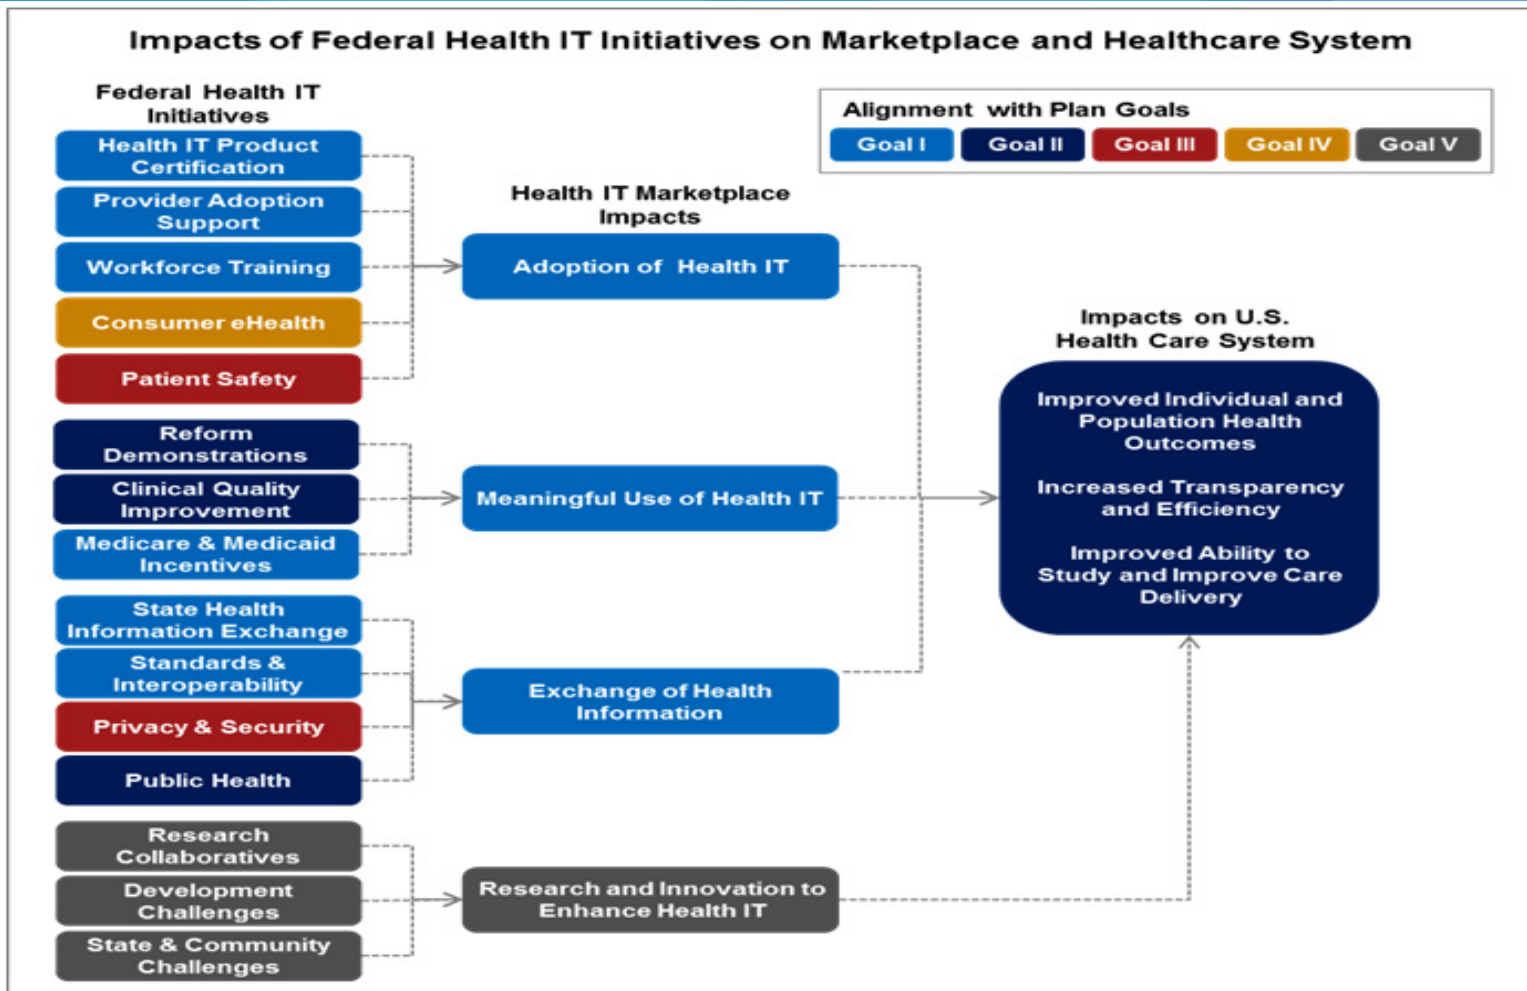 Impacts of Federal Health IT Initiatives on Marketplace and Healthcare System
Federal Health IT
Initiatives
Alignment with Plan Goals
Goal I
Goal II
Goal III
Goal IV
Goal V
Health IT Product
Certification
Provider Adoption
Support
Workforce Training
Consumer eHealth
Patient Safety
Reform
Demonstrations
Clinical Quality
Improvement
Medicare & Medicaid
Incentives
State Health
Information Exchange
Standards &
Interoperability
Privacy & Security
Public Health
Research
Collaboratives
Development
Challenges
State & Community
Challenges
Health IT Marketplace
Impacts
Adoption of Health IT
Meaningful Use of Health IT
Exchange of Health
Information
Research and Innovation to
Enhance Health IT
Impacts on U.S.
Health Care System
Improved Individual and
Population Health
Outcomes
Increased Transparency
and Efficiency
Improved Ability to
Study and Improve Care
Delivery